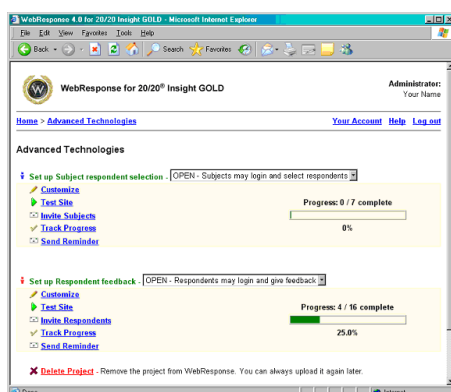 WebResponse 4.0 for 20/20 Insight GOLD - Microsoft Internet Explorer
File Edit View Favorites Tools Help
Back Search Favorites
WebResponse for 20/20® Insight GOLD
Administrator:
Your Name
Home > Advanced Technologies Your Account Help Log out
Advanced Technologies
Set up Subject respondent selection - OPEN - Subjects may login and select respondents
Customize
Test Site Progress: 0 / 7 complete
Invite Subjects
Track Progress 0%
Send Reminder
Set up Respondent feedback - OPEN - Respondents may login and give feedback
Customize
Test Site Progress: 4 / 16 complete
Invite Respondents
Track Progress 25.0%
Send Reminder
Delete Project - Remove the project from WebResponse. You can always upload it again later.